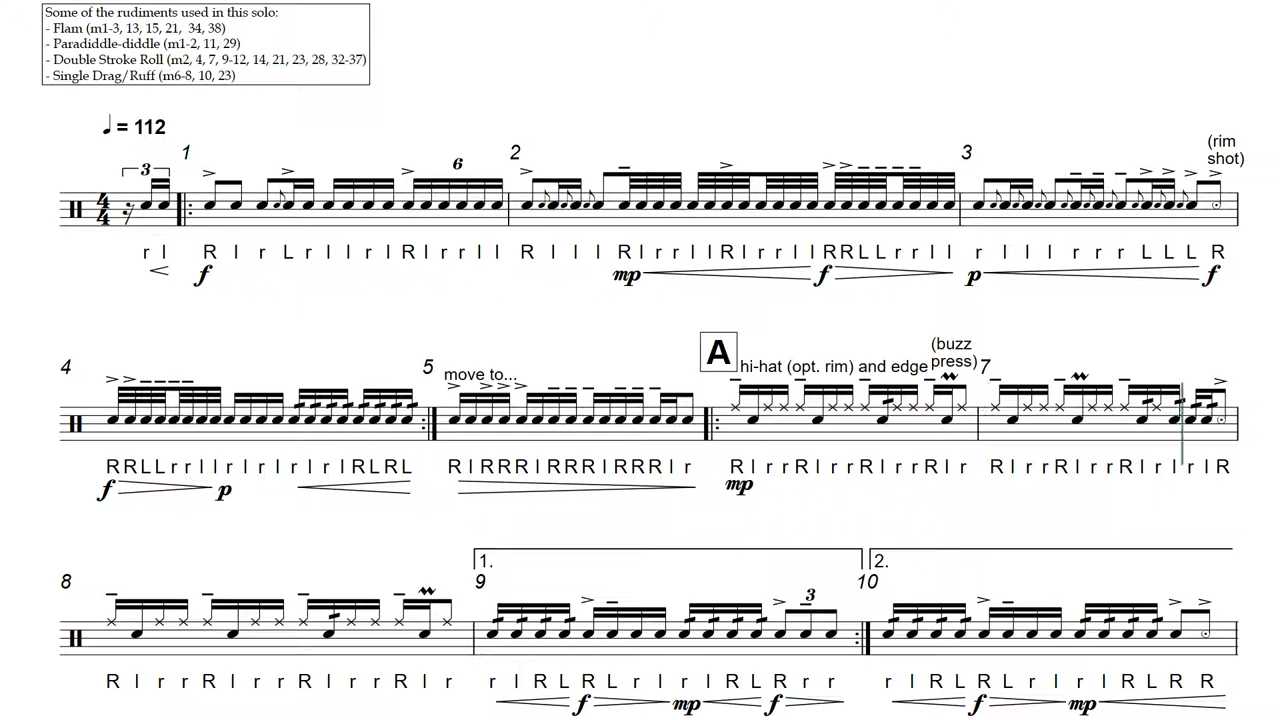 Some of the rudiments used in this solo:
- Flam (m1-3, 13, 15, 21, 34, 38)
- Paradiddle-diddle (m1-2, 11, 29)
- Double Stroke Roll (m2, 4, 7, 9-12, 14, 21, 23, 28, 32-37)
- Single Drag/Ruff (m6-8, 10, 23)
♩ = 112
3 1 6 2 3 (rim shot)
4 4
r l R l r L r l l r l R l r r l l R l l l R l r r l l R l r r l l R R L L r r l l r l l l r r r L L L R
< f mp f p f
4 5 move to... A hi-hat (opt. rim) and edge (buzz press) 7
R R L L r r l l r l r l r l r l R L R L R l R R R l R R R l R R R l r R l r r R l r r R l r r R l r R l r r R l r r R l r l r l R
f p mp
8 1. 9 3 2. 10
R l r r R l r r R l r r R l r r l R L R L r l r l R L R r r r l R L R L r l r l R L R R
f mp f f mp